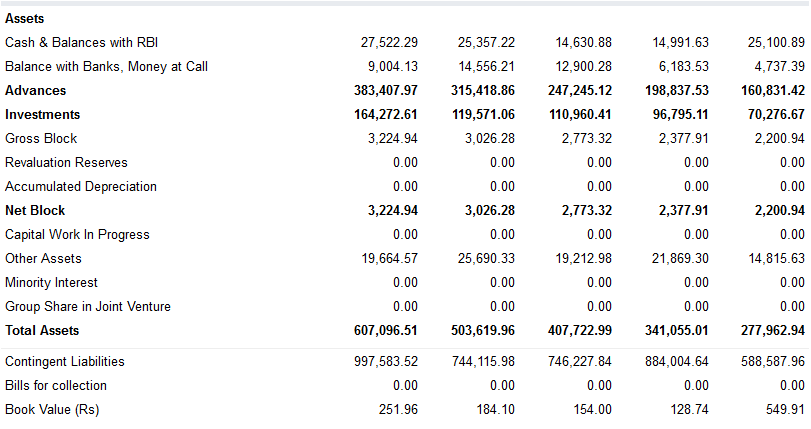 Assets
Cash & Balances with RBI 27,522.29 25,357.22 14,630.88 14,991.63 25,100.89
Balance with Banks, Money at Call 9,004.13 14,556.21 12,900.28 6,183.53 4,737.39
Advances 383,407.97 315,418.86 247,245.12 198,837.53 160,831.42
Investments 164,272.61 119,571.06 110,960.41 96,795.11 70,276.67
Gross Block 3,224.94 3,026.28 2,773.32 2,377.91 2,200.94
Revaluation Reserves 0.00 0.00 0.00 0.00 0.00
Accumulated Depreciation 0.00 0.00 0.00 0.00 0.00
Net Block 3,224.94 3,026.28 2,773.32 2,377.91 2,200.94
Capital Work In Progress 0.00 0.00 0.00 0.00 0.00
Other Assets 19,664.57 25,690.33 19,212.98 21,869.30 14,815.63
Minority Interest 0.00 0.00 0.00 0.00 0.00
Group Share in Joint Venture 0.00 0.00 0.00 0.00 0.00
Total Assets 607,096.51 503,619.96 407,722.99 341,055.01 277,962.94
Contingent Liabilities 997,583.52 744,115.98 746,227.84 884,004.64 588,587.96
Bills for collection 0.00 0.00 0.00 0.00 0.00
Book Value (Rs) 251.96 184.10 154.00 128.74 549.91